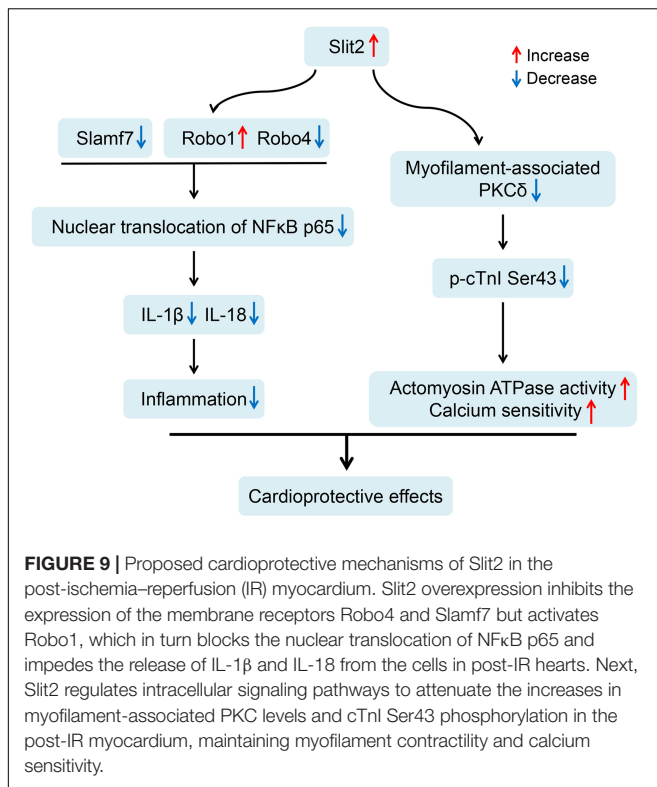 Slit2↑
↑ Increase
↓ Decrease
Slamf7↓
Robo1↑ Robo4↓
Myofilament-associated
PKCδ↓
Nuclear translocation of NFκB p65↓
p-cTnI Ser43↓
IL-1β↓ IL-18↓
Inflammation↓
Actomyosin ATPase activity↑
Calcium sensitivity↑
Cardioprotective effects
FIGURE 9 | Proposed cardioprotective mechanisms of Slit2 in the
post-ischemia–reperfusion (IR) myocardium. Slit2 overexpression inhibits the
expression of the membrane receptors Robo4 and Slamf7 but activates
Robo1, which in turn blocks the nuclear translocation of NFκB p65 and
impedes the release of IL-1β and IL-18 from the cells in post-IR hearts. Next,
Slit2 regulates intracellular signaling pathways to attenuate the increases in
myofilament-associated PKC levels and cTnI Ser43 phosphorylation in the
post-IR myocardium, maintaining myofilament contractility and calcium
sensitivity.